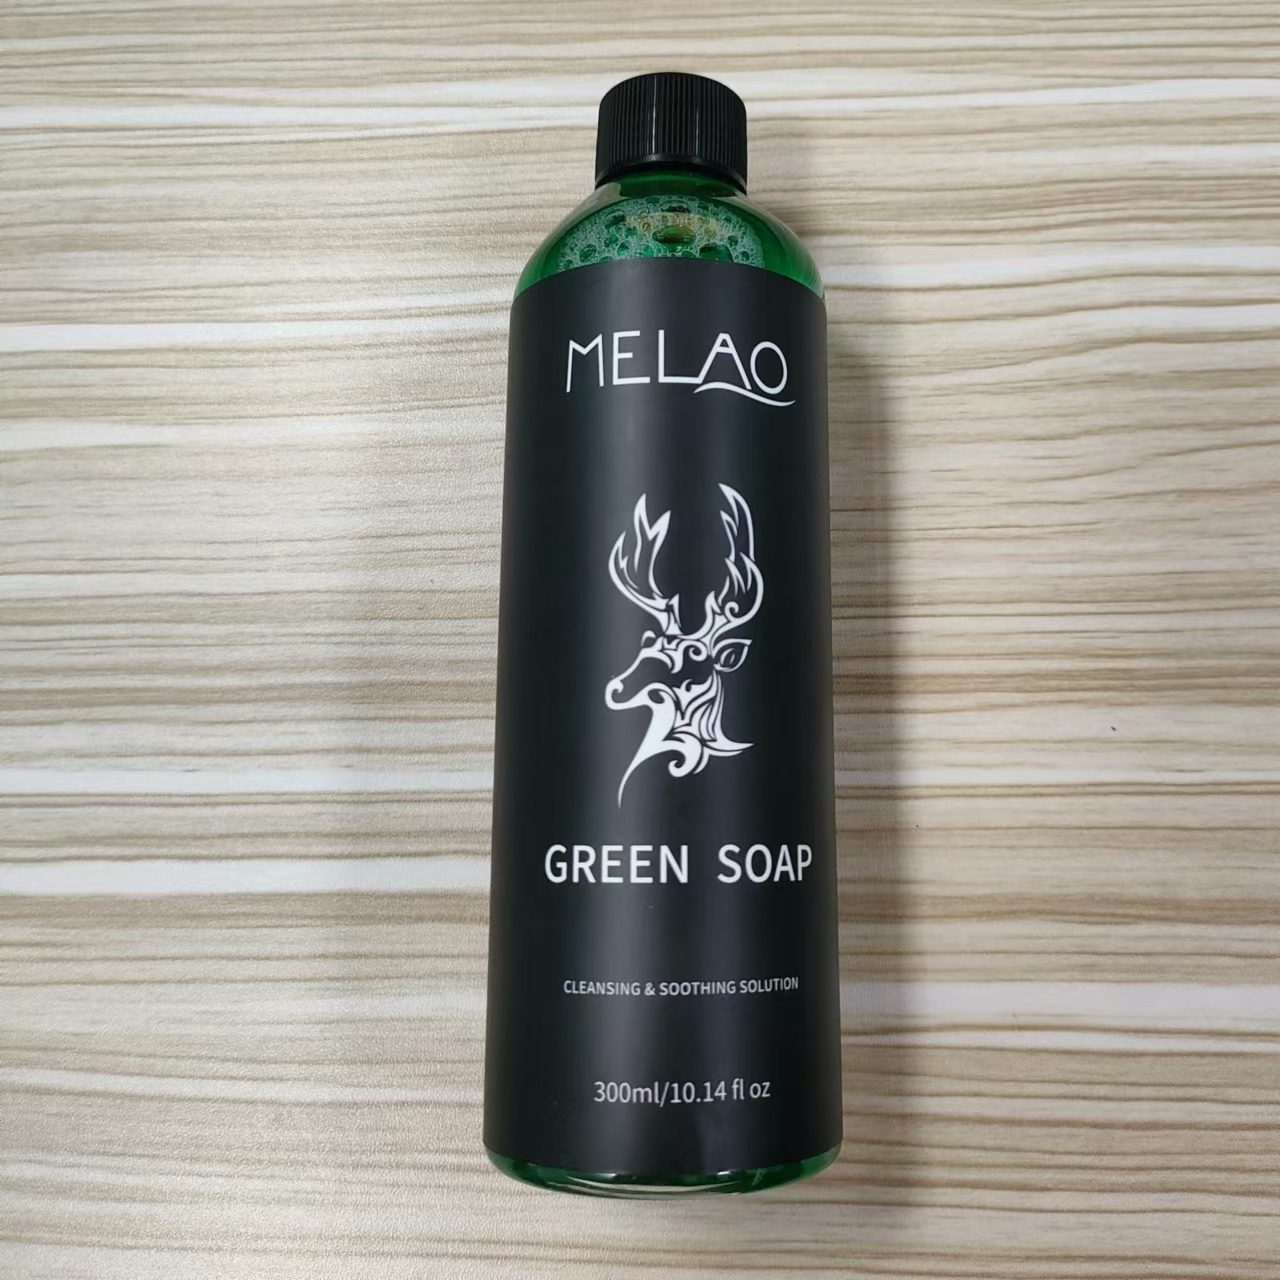 MELAO
GREEN SOAP
CLEANSING & SOOTHING SOLUTION
300ml/10.14 fl oz